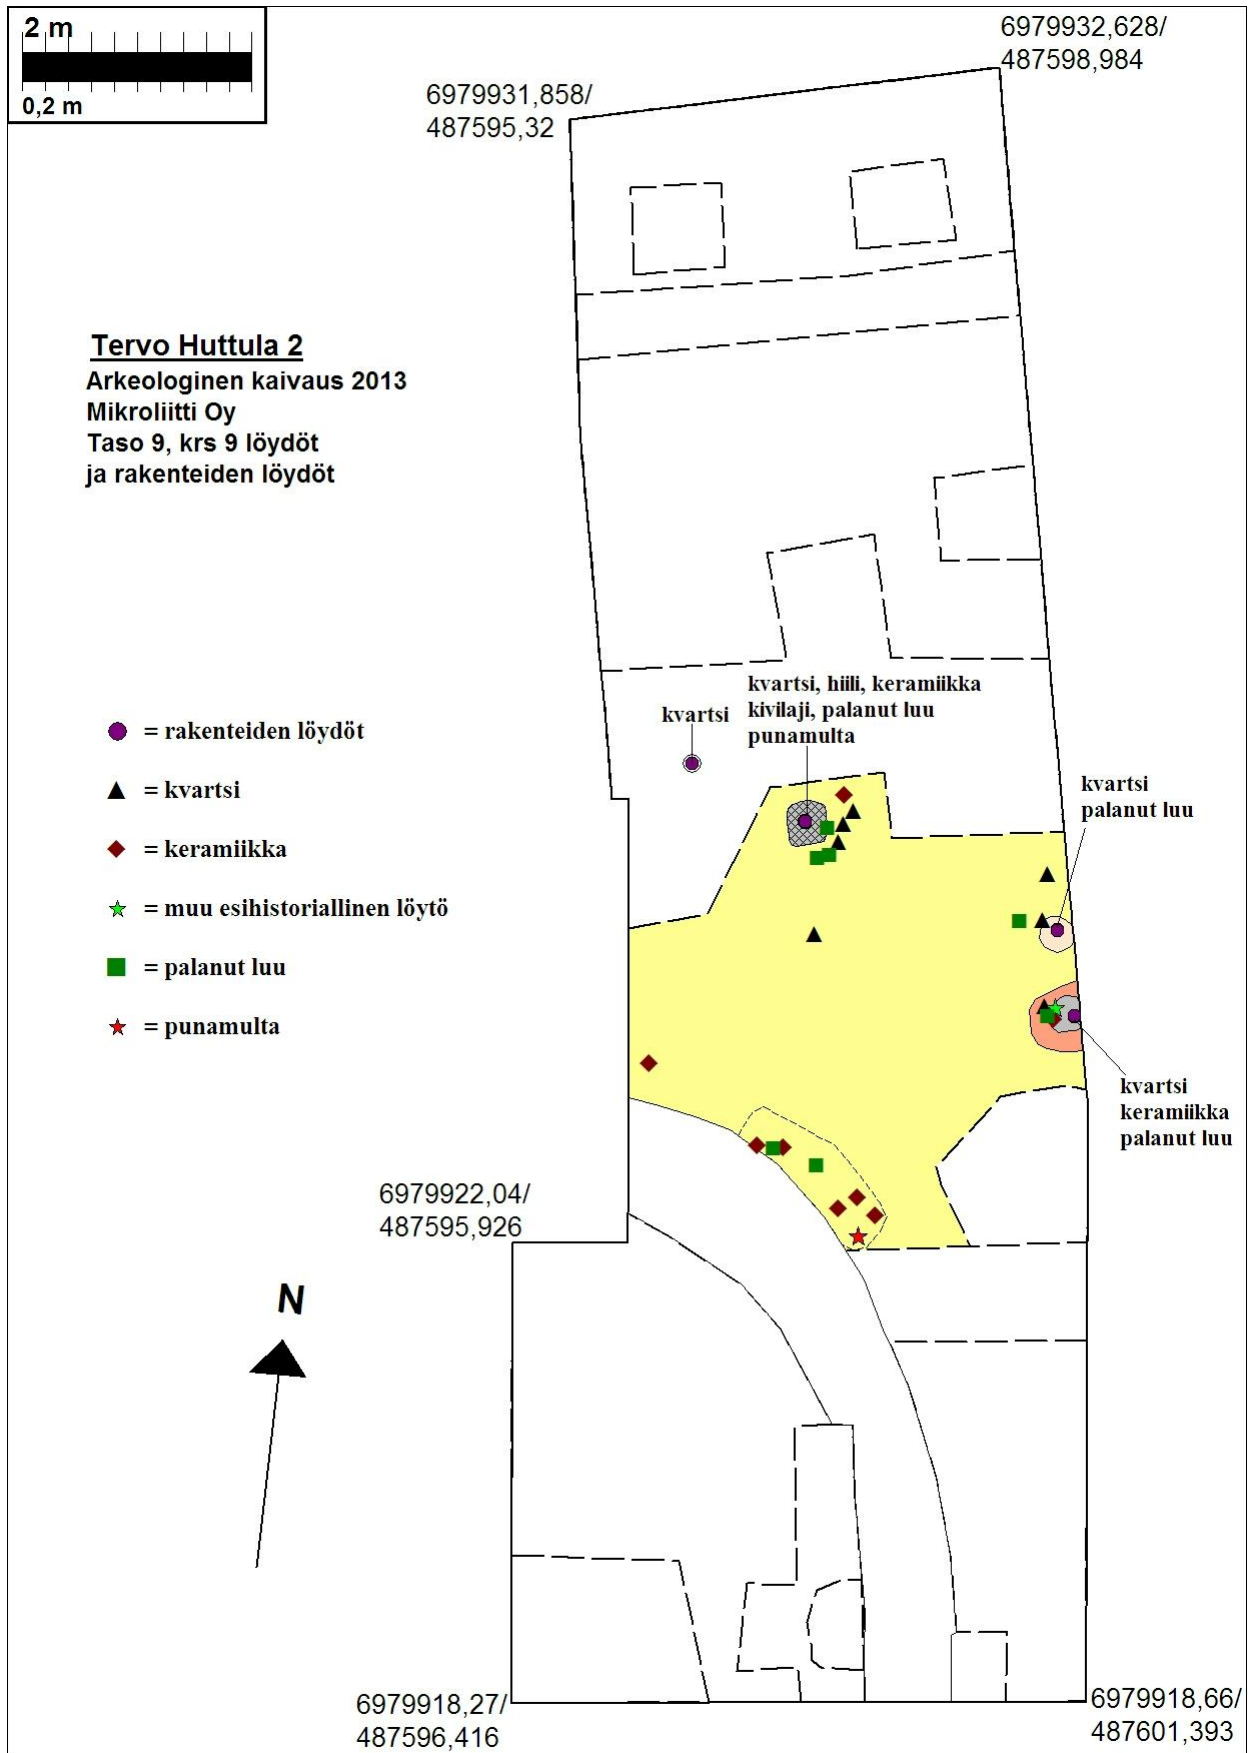 2 m
0,2 m
6979932,628/
487598,984
6979931,858/
487595,32
Tervo Huttula 2
Arkeologinen kaivaus 2013
Mikroliitti Oy
Taso 9, krs 9 löydöt
ja rakenteiden löydöt
kvartsi, hiili, keramiikka
kivilaji, palanut luu
punamulta
kvartsi
= rakenteiden löydöt
= kvartsi
= keramiikka
= muu esihistoriallinen löytö
= palanut luu
= punamulta
kvartsi
palanut luu
kvartsi
keramiikka
palanut luu
6979922,04/
487595,926
N
6979918,27/
487596,416
6979918,66/
487601,393